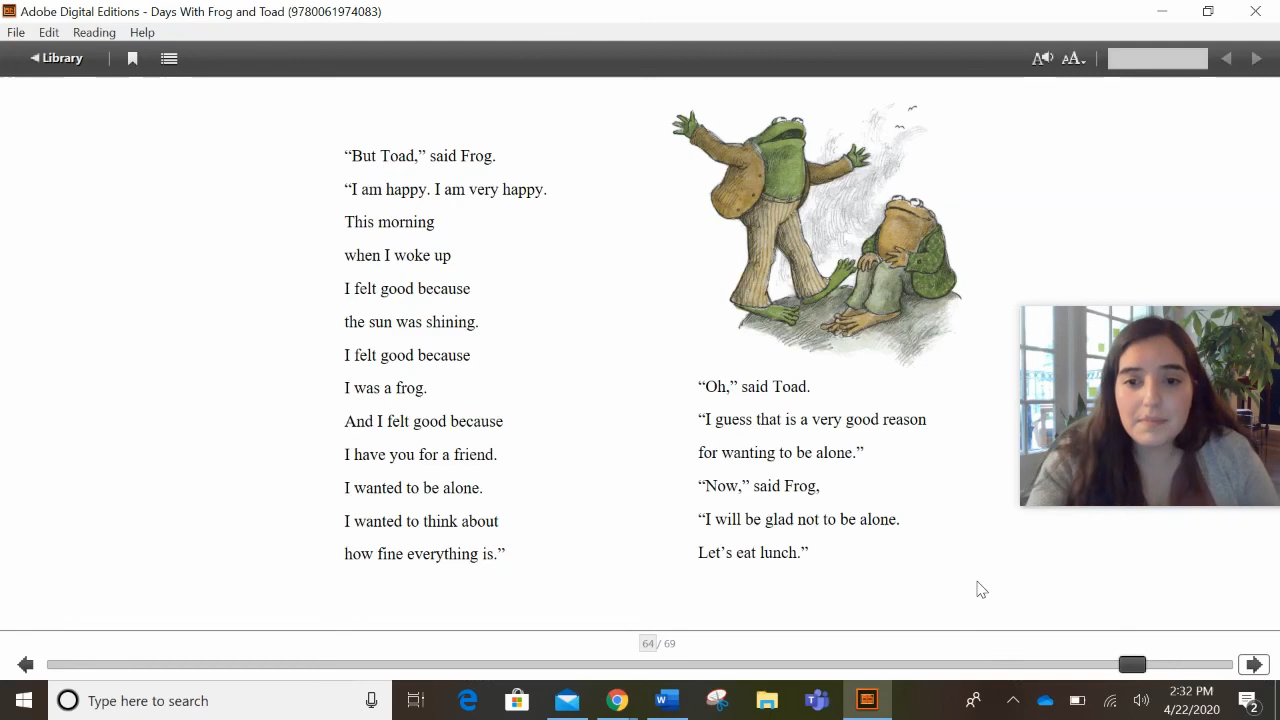 Adobe Digital Editions - Days With Frog and Toad (9780061974083)
File Edit Reading Help
Library
A AA
“But Toad,” said Frog.
“I am happy. I am very happy.
This morning
when I woke up
I felt good because
the sun was shining.
I felt good because
I was a frog.
And I felt good because
I have you for a friend.
I wanted to be alone.
I wanted to think about
how fine everything is.”
“Oh,” said Toad.
“I guess that is a very good reason
for wanting to be alone.”
“Now,” said Frog,
“I will be glad not to be alone.
Let’s eat lunch.”
64 / 69
Type here to search
2:32 PM
4/22/2020
2